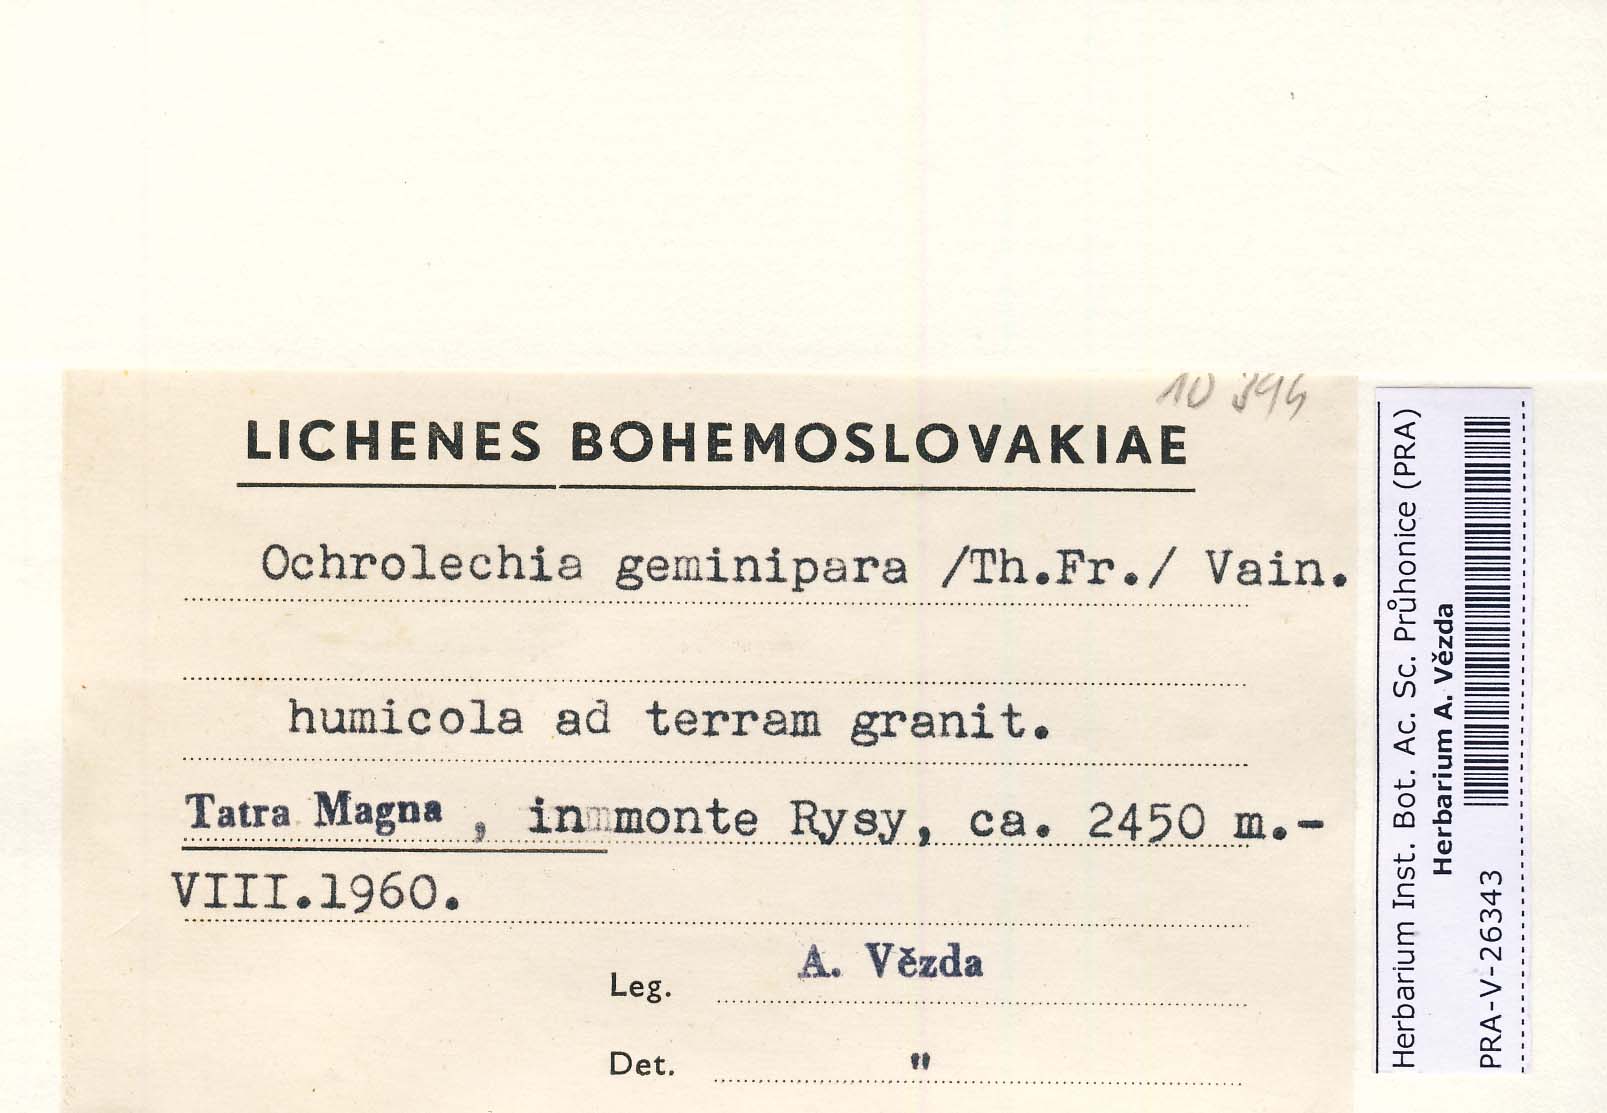 10 394
LICHENES BOHEMOSLOVAKIAE
Ochrolechia geminipara /Th.Fr./ Vain.
humicola ad terram granit.
Tatra Magna , in monte Rysy, ca. 2450 m.-
VIII.1960.
Leg. A. Vězda
Det. "
Herbarium Inst. Bot. Ac. Sc. Průhonice (PRA)
Herbarium A. Vězda
PRA-V-26343